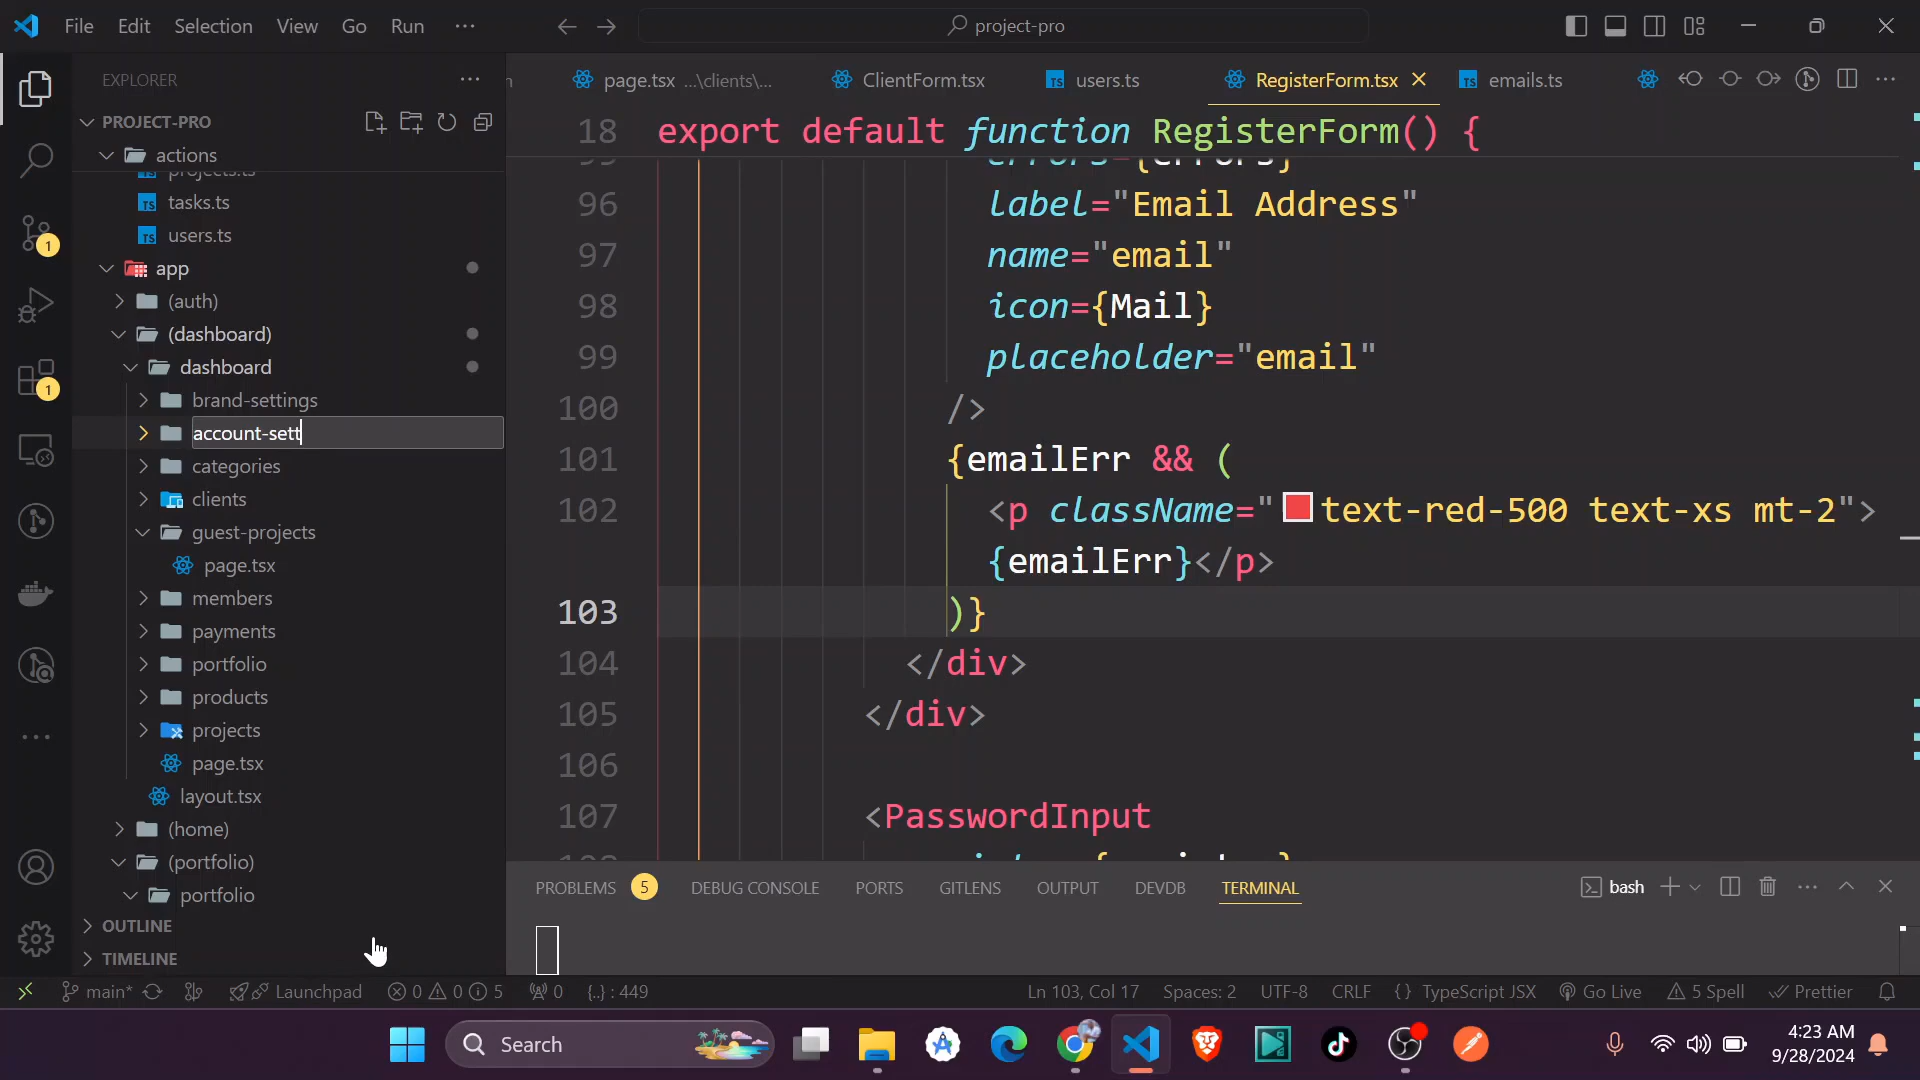 File Edit Selection View Go Run ···
project-pro
EXPLORER
page.tsx ...\clients\...
ClientForm.tsx
users.ts
RegisterForm.tsx
emails.ts
PROJECT-PRO
actions
projects.ts
tasks.ts
users.ts
app
(auth)
(dashboard)
dashboard
brand-settings
account-sett
categories
clients
guest-projects
page.tsx
members
payments
portfolio
products
projects
page.tsx
layout.tsx
(home)
(portfolio)
portfolio
OUTLINE
TIMELINE
1
1
18 export default function RegisterForm() {
errors={errors}
96 label="Email Address"
97 name="email"
98 icon={Mail}
99 placeholder="email"
100 />
101 {emailErr && (
102 <p className="text-red-500 text-xs mt-2">
{emailErr}</p>
103 )}
104 </div>
105 </div>
106
107 <PasswordInput
PROBLEMS 5 DEBUG CONSOLE PORTS GITLENS OUTPUT DEVDB TERMINAL
bash
main* Launchpad 0 0 5 0 {..} : 449
Ln 103, Col 17 Spaces: 2 UTF-8 CRLF {} TypeScript JSX Go Live 5 Spell Prettier
Search
4:23 AM
9/28/2024